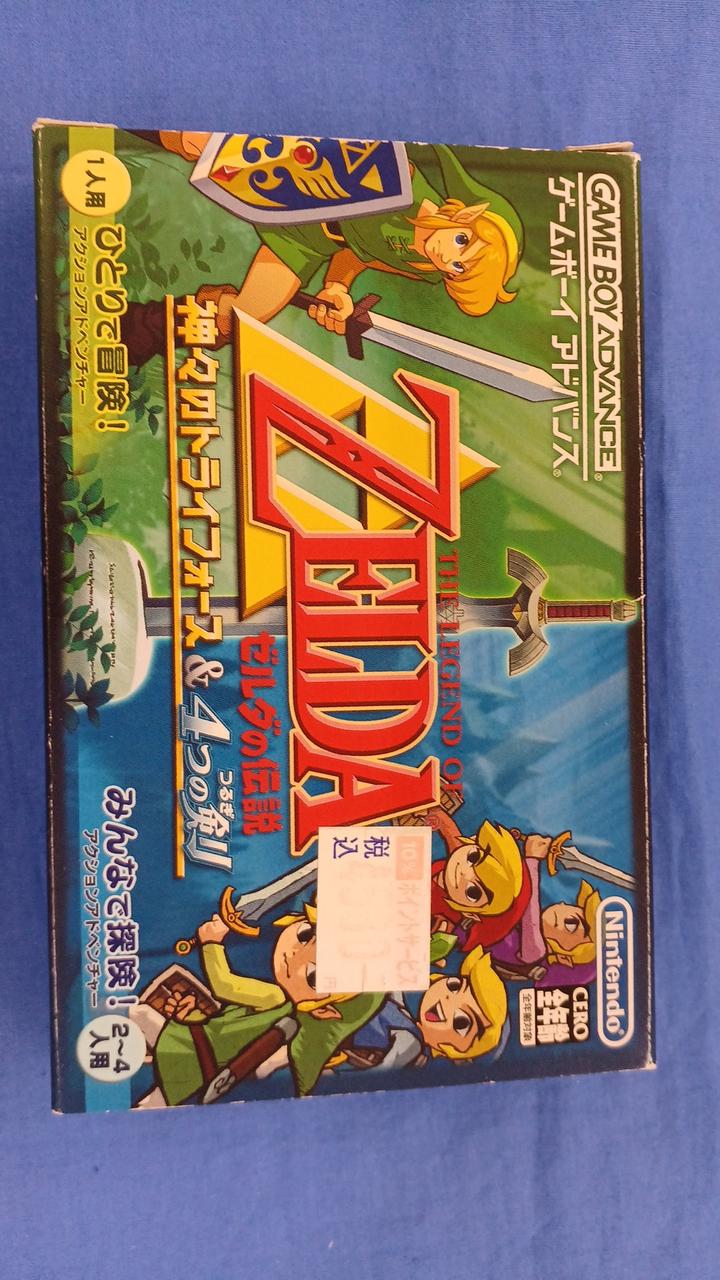 GAME BOY ADVANCE
ゲームボーイ アドバンス
Nintendo
CERO
全年齢
全年齢対象
THE LEGEND OF
ZELDA
ゼルダの伝説
神々のトライフォース&4つの剣
つるぎ
10%ポイントサービス
税込
円
1人用
ひとりで冒険!
アクションアドベンチャー
みんなで探険!
アクションアドベンチャー
2~4人用